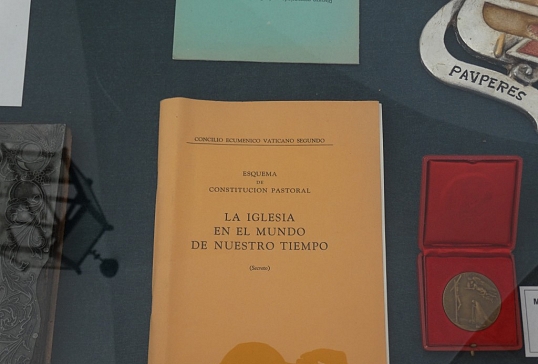 PAVPERES
CONCILIO ECUMENICO VATICANO SEGUNDO
ESQUEMA
DE
CONSTITUCION PASTORAL
LA IGLESIA
EN EL MUNDO
DE NUESTRO TIEMPO
(Secreto)